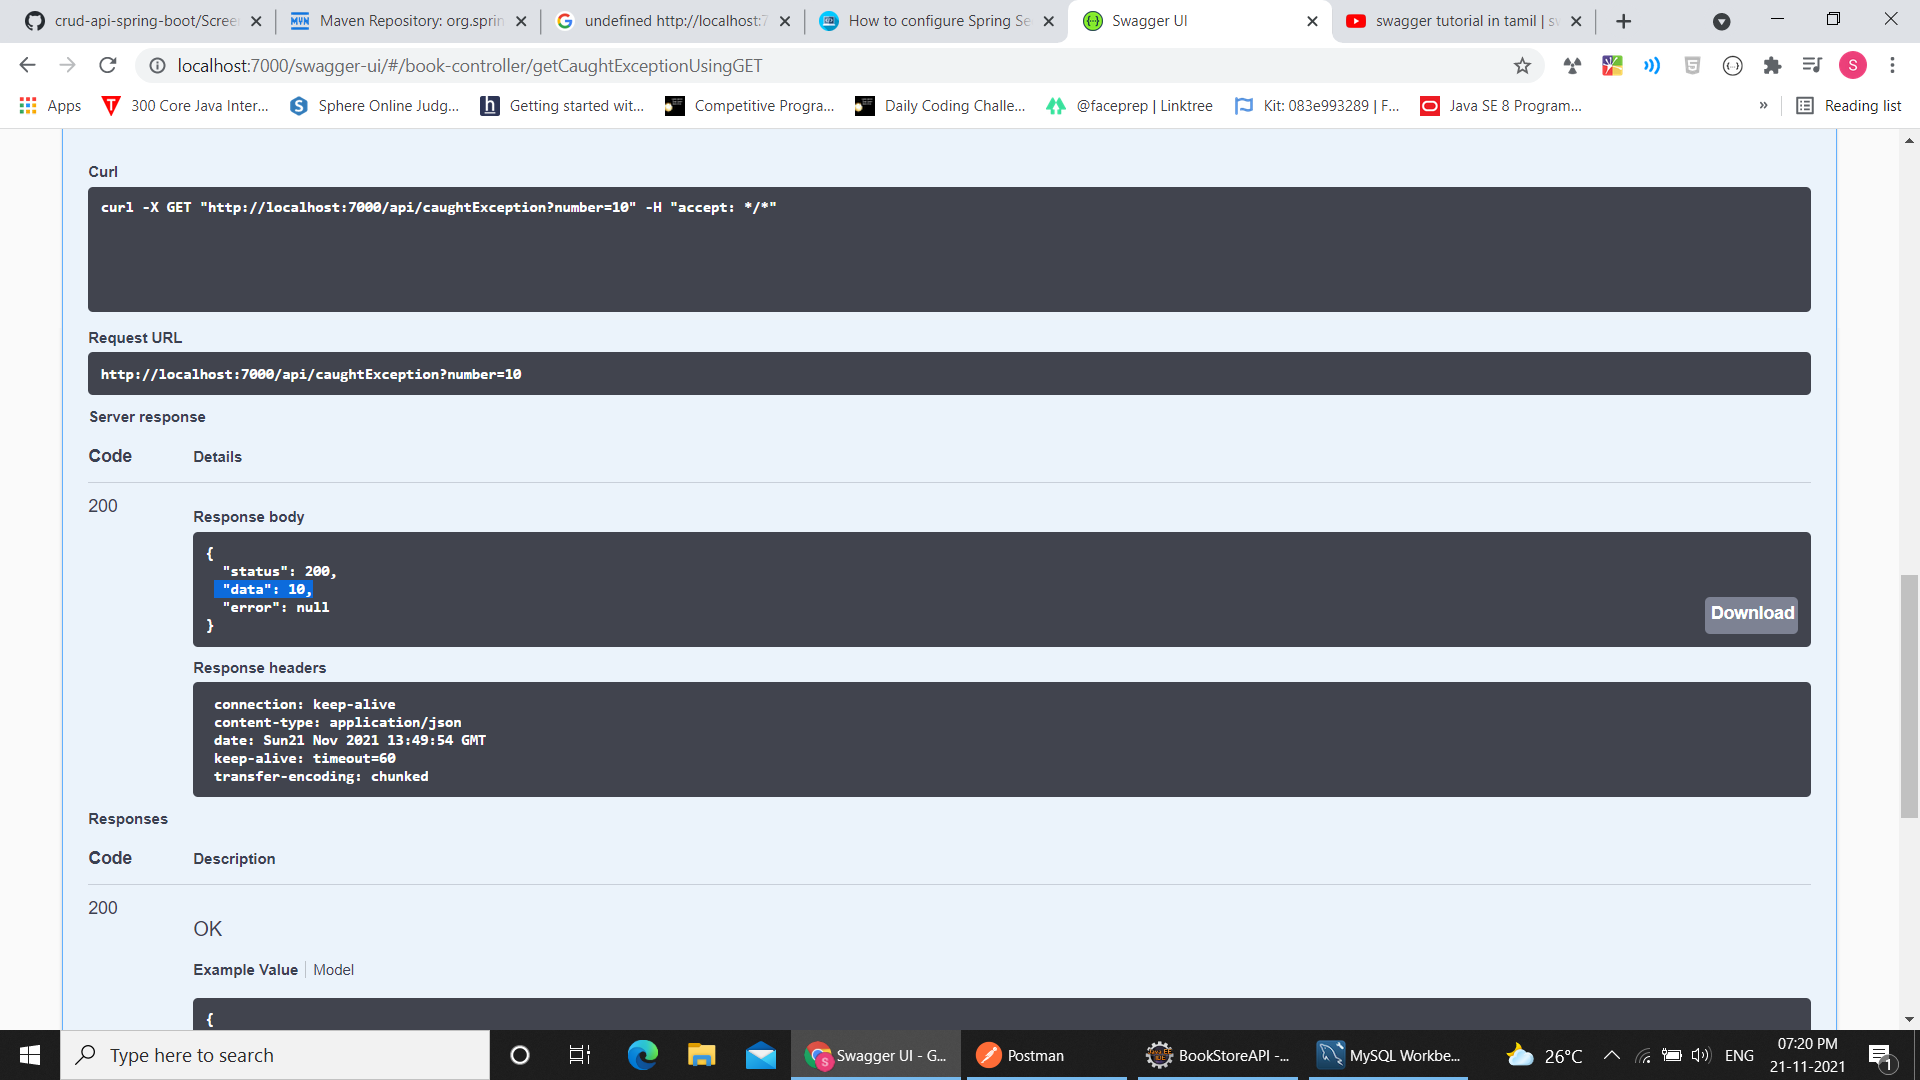 crud-api-spring-boot/Scree
Maven Repository: org.sprin
undefined http://localhost:7
How to configure Spring Se
Swagger UI
swagger tutorial in tamil | sw
localhost:7000/swagger-ui/#/book-controller/getCaughtExceptionUsingGET
S
Apps
300 Core Java Inter...
Sphere Online Judg...
Getting started wit...
Competitive Progra...
Daily Coding Challe...
@faceprep | Linktree
Kit: 083e993289 | F...
Java SE 8 Program...
»
Reading list
Curl
curl -X GET "http://localhost:7000/api/caughtException?number=10" -H "accept: */*"
Request URL
http://localhost:7000/api/caughtException?number=10
Server response
Code
Details
200
Response body
{
"status": 200,
"data": 10,
"error": null
}
Download
Response headers
connection: keep-alive
content-type: application/json
date: Sun21 Nov 2021 13:49:54 GMT
keep-alive: timeout=60
transfer-encoding: chunked
Responses
Code
Description
200
OK
Example Value
Model
{
Type here to search
Swagger UI - G...
Postman
BookStoreAPI -...
MySQL Workbe...
26°C
ENG
07:20 PM
21-11-2021
1